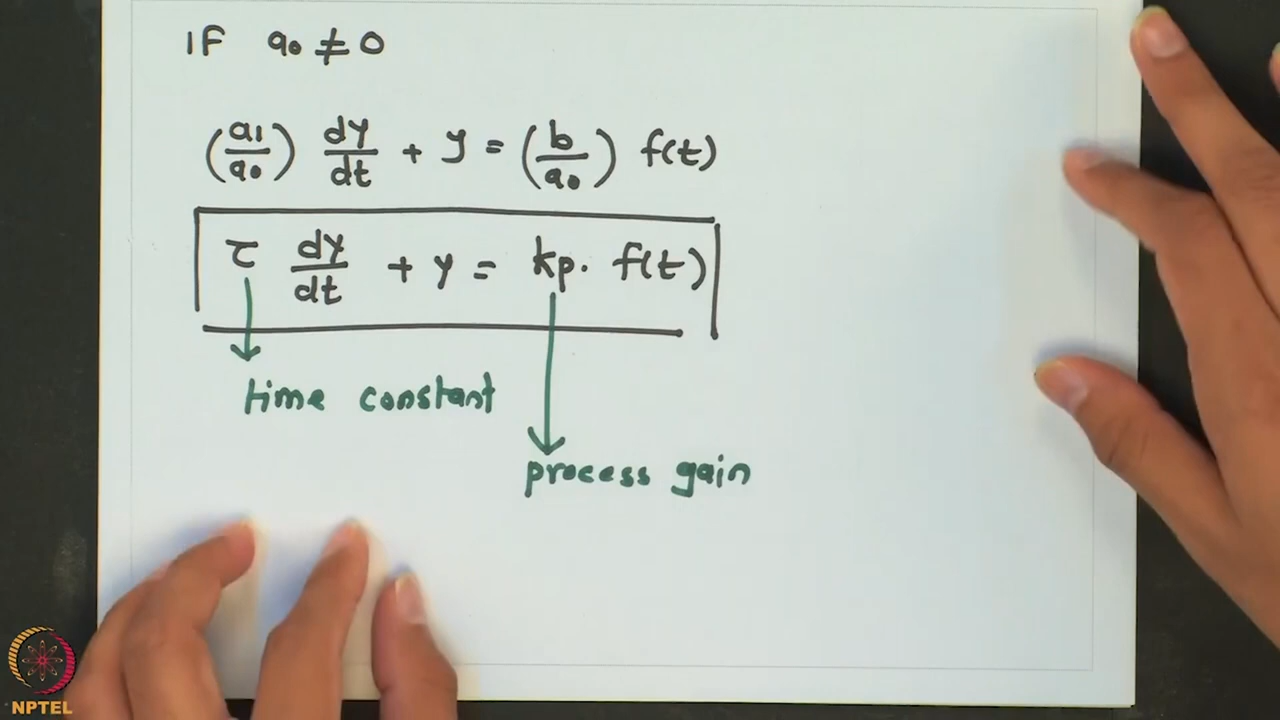 IF a₀ ≠ 0
(a₁/a₀) dy/dt + y = (b/a₀) f(t)
τ dy/dt + y = kp. f(t)
time constant
process gain
NPTEL